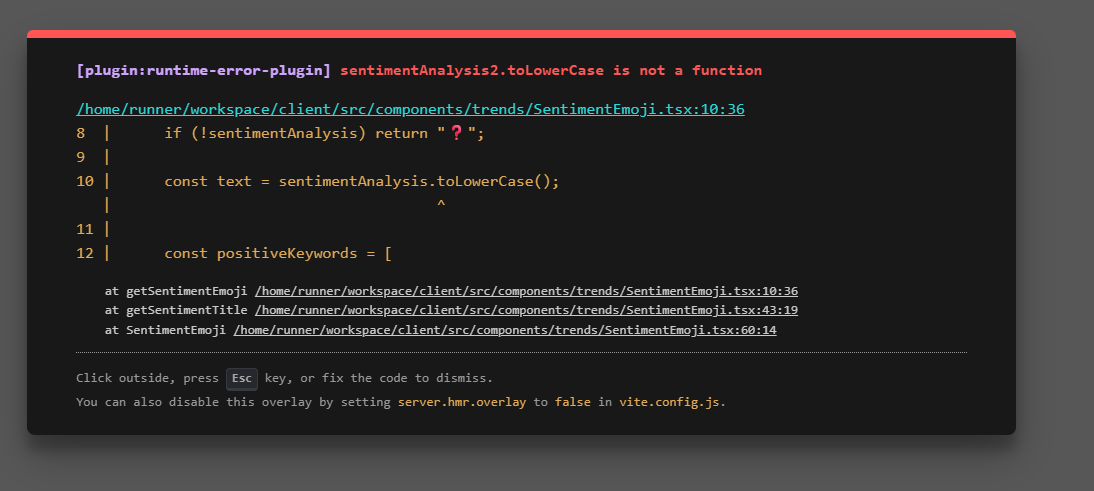 [plugin:runtime-error-plugin] sentimentAnalysis2.toLowerCase is not a function
/home/runner/workspace/client/src/components/trends/SentimentEmoji.tsx:10:36
8  |      if (!sentimentAnalysis) return "❓";
9  |
10 |      const text = sentimentAnalysis.toLowerCase();
   |                                     ^
11 |
12 |      const positiveKeywords = [
at getSentimentEmoji /home/runner/workspace/client/src/components/trends/SentimentEmoji.tsx:10:36
at getSentimentTitle /home/runner/workspace/client/src/components/trends/SentimentEmoji.tsx:43:19
at SentimentEmoji /home/runner/workspace/client/src/components/trends/SentimentEmoji.tsx:60:14
Click outside, press Esc key, or fix the code to dismiss.
You can also disable this overlay by setting server.hmr.overlay to false in vite.config.js.